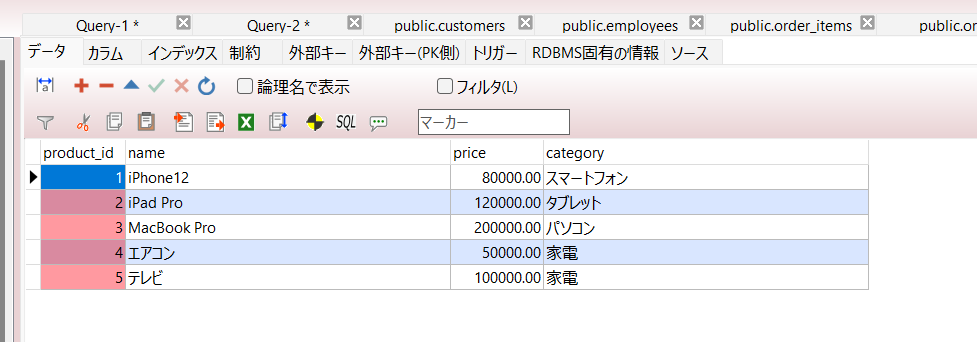 Query-1 * Query-2 * public.customers public.employees public.order_items public.or
データ カラム インデックス 制約 外部キー 外部キー(PK側) トリガー RDBMS固有の情報 ソース
a 論理名で表示 フィルタ(L)
SQL マーカー
product_id name price category
1 iPhone12 80000.00 スマートフォン
2 iPad Pro 120000.00 タブレット
3 MacBook Pro 200000.00 パソコン
4 エアコン 50000.00 家電
5 テレビ 100000.00 家電